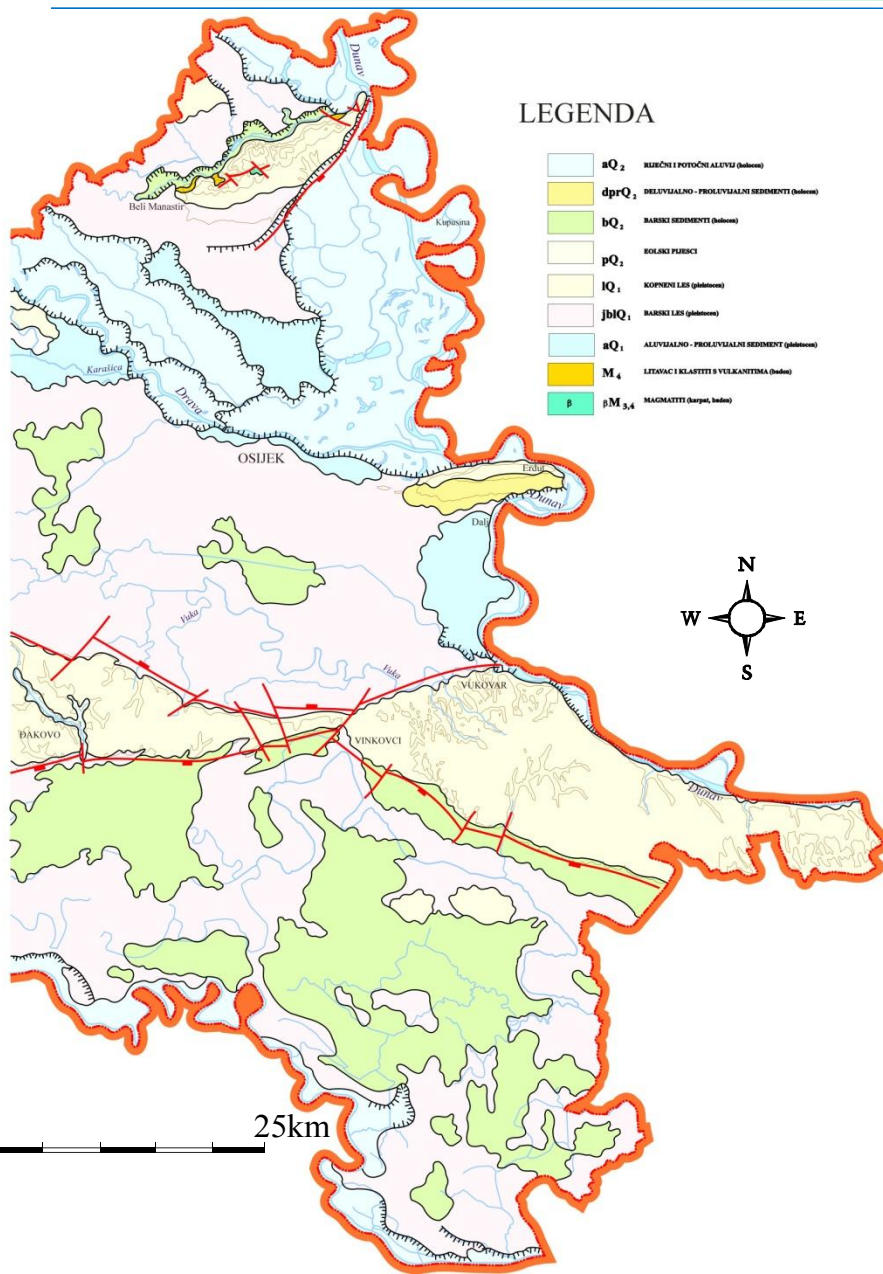 Dunav
LEGENDA
aQ2 RIJEČNI I POTOČNI ALUVIJ (holocen)
dprQ2 DELUVIJALNO - PROLUVIJALNI SEDIMENTI (holocen)
bQ2 BARSKI SEDIMENTI (holocen)
pQ2 EOLSKI PIJESCI
lQ1 KOPNENI LES (pleistocen)
jblQ1 BARSKI LES (pleistocen)
aQ1 ALUVIJALNO - PROLUVIJALNI SEDIMENT (pleistocen)
M4 LITAVAC I KLASTITI S VULKANITIMA (baden)
β βM3,4 MAGMATITI (karpat, baden)
Beli Manastir
Kupusina
Karašica
Drava
OSIJEK
Erdut
Dunav
Dalj
N
W E
S
Vuka
Vuka
VUKOVAR
ĐAKOVO
VINKOVCI
Dunav
25km